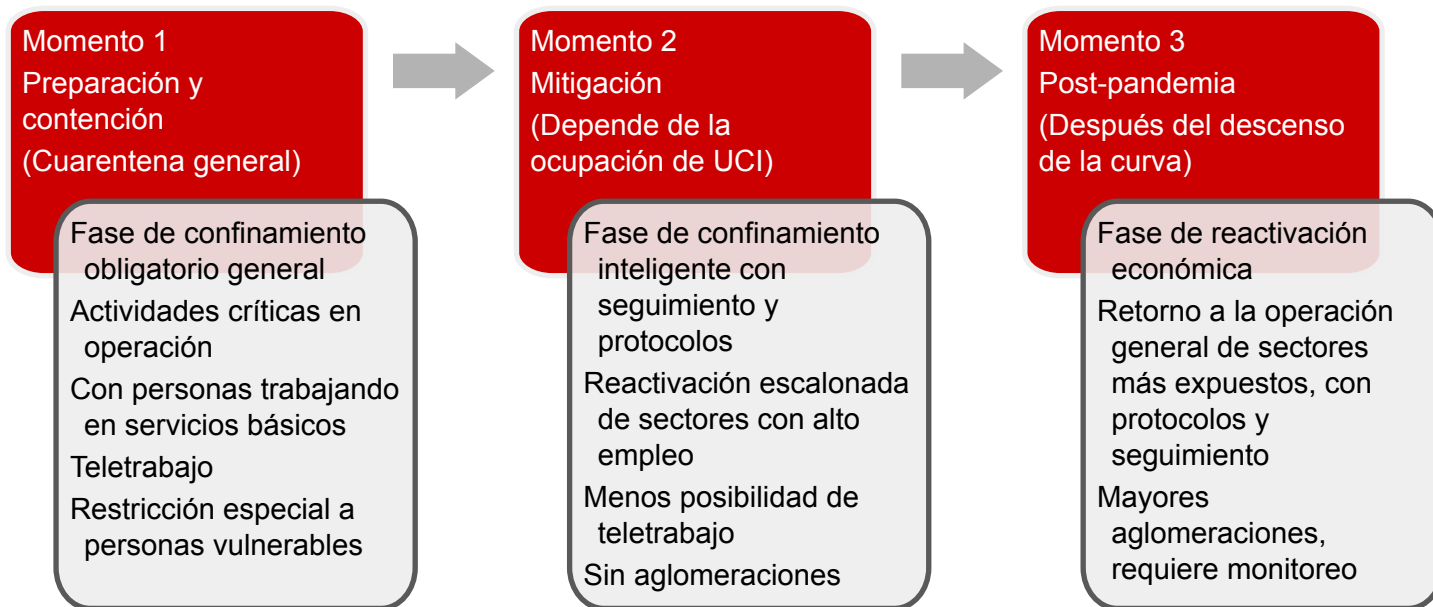 Momento 1
Preparación y
contención
(Cuarentena general)
Fase de confinamiento
obligatorio general
Actividades críticas en
operación
Con personas trabajando
en servicios básicos
Teletrabajo
Restricción especial a
personas vulnerables
Momento 2
Mitigación
(Depende de la
ocupación de UCI)
Fase de confinamiento
inteligente con
seguimiento y
protocolos
Reactivación escalonada
de sectores con alto
empleo
Menos posibilidad de
teletrabajo
Sin aglomeraciones
Momento 3
Post-pandemia
(Después del descenso
de la curva)
Fase de reactivación
económica
Retorno a la operación
general de sectores
más expuestos, con
protocolos y
seguimiento
Mayores
aglomeraciones,
requiere monitoreo